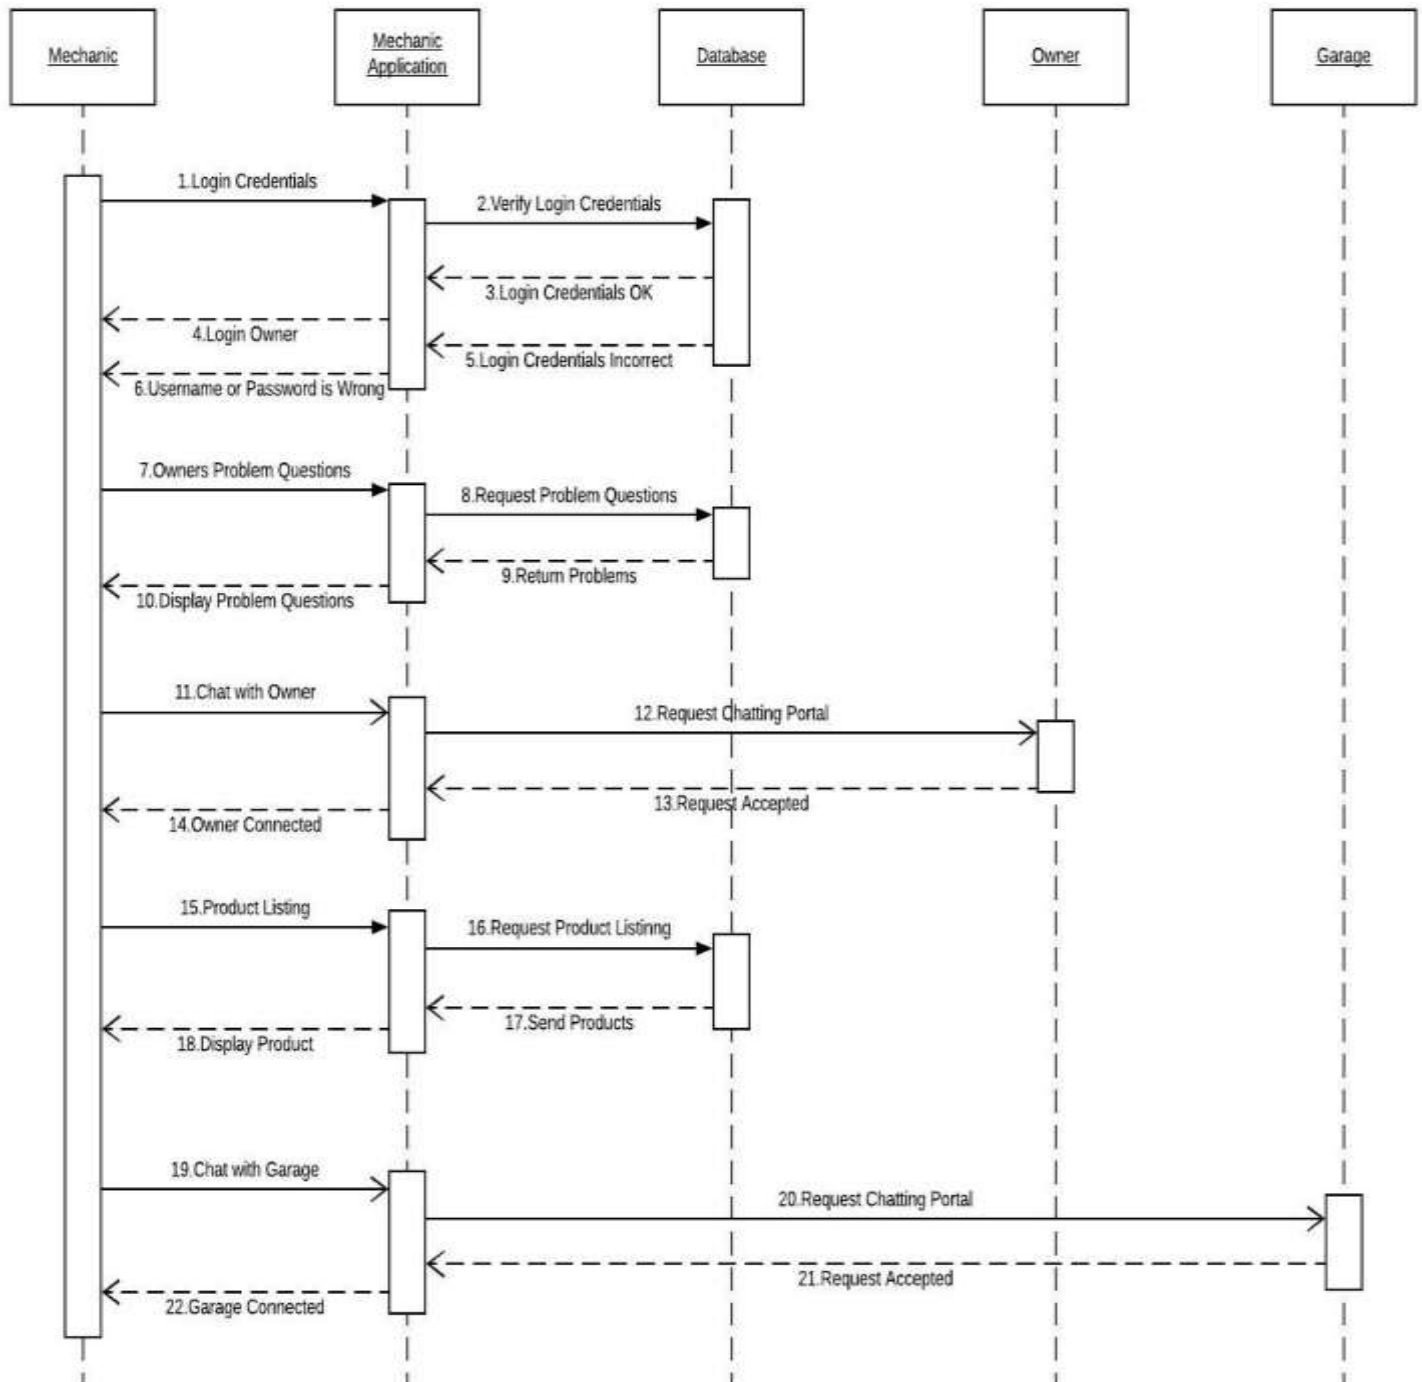 Mechanic
Mechanic
Application
Database
Owner
Garage
1.Login Credentials
2.Verify Login Credentials
3.Login Credentials OK
4.Login Owner
5.Login Credentials Incorrect
6.Username or Password is Wrong
7.Owners Problem Questions
8.Request Problem Questions
9.Return Problems
10.Display Problem Questions
11.Chat with Owner
12.Request Chatting Portal
13.Request Accepted
14.Owner Connected
15.Product Listing
16.Request Product Listinng
17.Send Products
18.Display Product
19.Chat with Garage
20.Request Chatting Portal
21.Request Accepted
22.Garage Connected